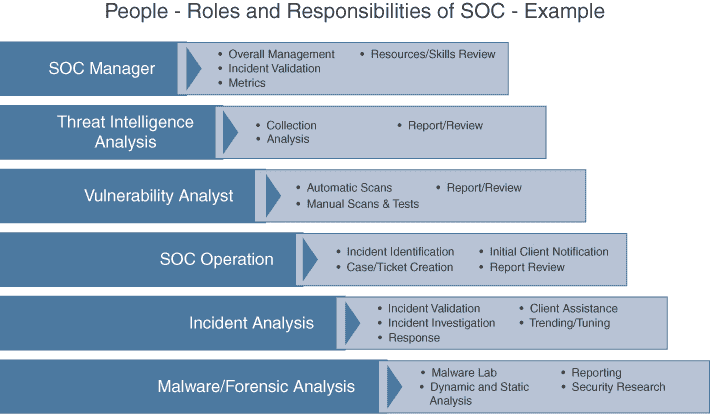 People - Roles and Responsibilities of SOC - Example
SOC Manager
• Overall Management
• Incident Validation
• Metrics
• Resources/Skills Review
Threat Intelligence
Analysis
• Collection
• Analysis
• Report/Review
Vulnerability Analyst
• Automatic Scans
• Manual Scans & Tests
• Report/Review
SOC Operation
• Incident Identification
• Case/Ticket Creation
• Initial Client Notification
• Report Review
Incident Analysis
• Incident Validation
• Incident Investigation
• Response
• Client Assistance
• Trending/Tuning
Malware/Forensic Analysis
• Malware Lab
• Dynamic and Static
Analysis
• Reporting
• Security Research